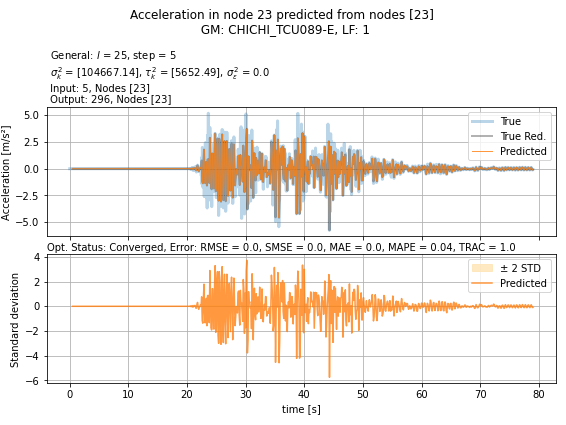 Acceleration in node 23 predicted from nodes [23]
GM: CHICHI_TCU089-E, LF: 1
General: l = 25, step = 5
σ²ₖ = [104667.14], τ²ₖ = [5652.49], σ²ε = 0.0
Input: 5, Nodes [23]
Output: 296, Nodes [23]
Acceleration [m/s²]
5.0
2.5
0.0
−2.5
−5.0
True
True Red.
Predicted
Opt. Status: Converged, Error: RMSE = 0.0, SMSE = 0.0, MAE = 0.0, MAPE = 0.04, TRAC = 1.0
Standard deviation
4
2
0
−2
−4
−6
± 2 STD
Predicted
0 10 20 30 40 50 60 70 80
time [s]